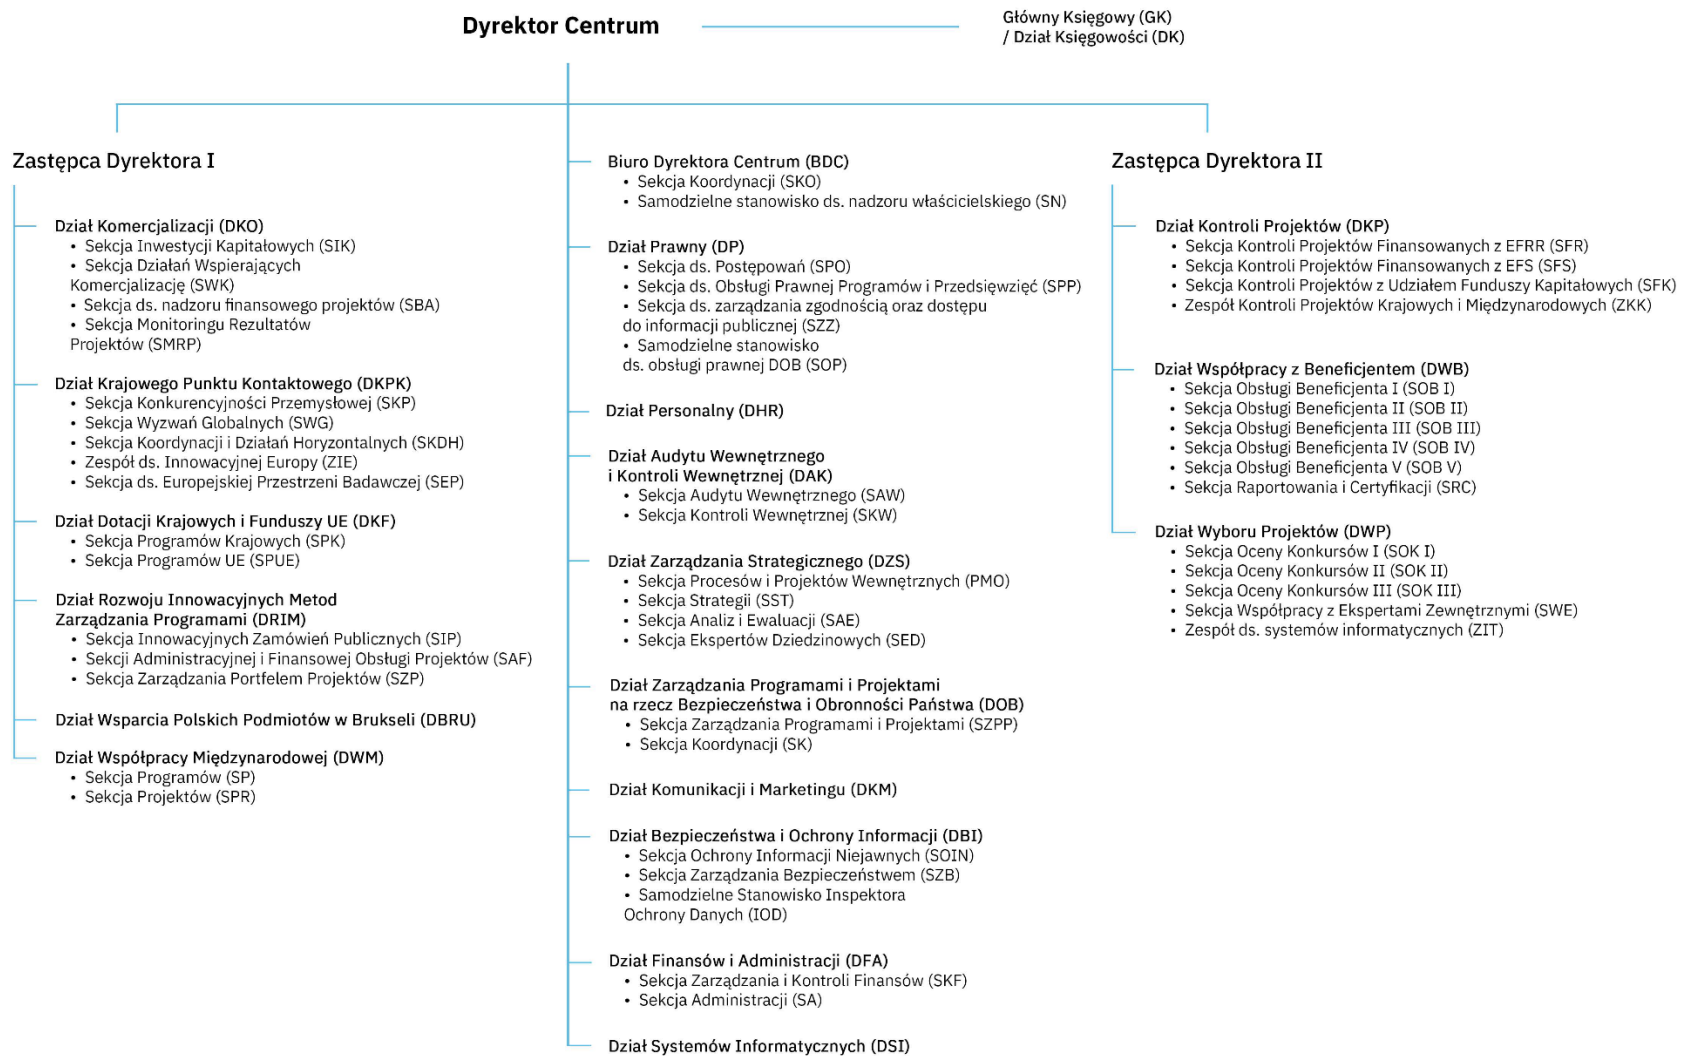 Dyrektor Centrum
Główny Księgowy (GK)
/ Dział Księgowości (DK)
Zastępca Dyrektora I
Dział Komercjalizacji (DKO)
• Sekcja Inwestycji Kapitałowych (SIK)
• Sekcja Działań Wspierających
Komercjalizację (SWK)
• Sekcja ds. nadzoru finansowego projektów (SBA)
• Sekcja Monitoringu Rezultatów
Projektów (SMRP)
Dział Krajowego Punktu Kontaktowego (DKPK)
• Sekcja Konkurencyjności Przemysłowej (SKP)
• Sekcja Wyzwań Globalnych (SWG)
• Sekcja Koordynacji i Działań Horyzontalnych (SKDH)
• Zespół ds. Innowacyjnej Europy (ZIE)
• Sekcja ds. Europejskiej Przestrzeni Badawczej (SEP)
Dział Dotacji Krajowych i Funduszy UE (DKF)
• Sekcja Programów Krajowych (SPK)
• Sekcja Programów UE (SPUE)
Dział Rozwoju Innowacyjnych Metod
Zarządzania Programami (DRIM)
• Sekcja Innowacyjnych Zamówień Publicznych (SIP)
• Sekcji Administracyjnej i Finansowej Obsługi Projektów (SAF)
• Sekcja Zarządzania Portfelem Projektów (SZP)
Dział Wsparcia Polskich Podmiotów w Brukseli (DBRU)
Dział Współpracy Międzynarodowej (DWM)
• Sekcja Programów (SP)
• Sekcja Projektów (SPR)
Biuro Dyrektora Centrum (BDC)
• Sekcja Koordynacji (SKO)
• Samodzielne stanowisko ds. nadzoru właścicielskiego (SN)
Dział Prawny (DP)
• Sekcja ds. Postępowań (SPO)
• Sekcja ds. Obsługi Prawnej Programów i Przedsięwzięć (SPP)
• Sekcja ds. zarządzania zgodnością oraz dostępu
do informacji publicznej (SZZ)
• Samodzielne stanowisko
ds. obsługi prawnej DOB (SOP)
Dział Personalny (DHR)
Dział Audytu Wewnętrznego
i Kontroli Wewnętrznej (DAK)
• Sekcja Audytu Wewnętrznego (SAW)
• Sekcja Kontroli Wewnętrznej (SKW)
Dział Zarządzania Strategicznego (DZS)
• Sekcja Procesów i Projektów Wewnętrznych (PMO)
• Sekcja Strategii (SST)
• Sekcja Analiz i Ewaluacji (SAE)
• Sekcja Ekspertów Dziedzinowych (SED)
Dział Zarządzania Programami i Projektami
na rzecz Bezpieczeństwa i Obronności Państwa (DOB)
• Sekcja Zarządzania Programami i Projektami (SZPP)
• Sekcja Koordynacji (SK)
Dział Komunikacji i Marketingu (DKM)
Dział Bezpieczeństwa i Ochrony Informacji (DBI)
• Sekcja Ochrony Informacji Niejawnych (SOIN)
• Sekcja Zarządzania Bezpieczeństwem (SZB)
• Samodzielne Stanowisko Inspektora
Ochrony Danych (IOD)
Dział Finansów i Administracji (DFA)
• Sekcja Zarządzania i Kontroli Finansów (SKF)
• Sekcja Administracji (SA)
Dział Systemów Informatycznych (DSI)
Zastępca Dyrektora II
Dział Kontroli Projektów (DKP)
• Sekcja Kontroli Projektów Finansowanych z EFRR (SFR)
• Sekcja Kontroli Projektów Finansowanych z EFS (SFS)
• Sekcja Kontroli Projektów z Udziałem Funduszy Kapitałowych (SFK)
• Zespół Kontroli Projektów Krajowych i Międzynarodowych (ZKK)
Dział Współpracy z Beneficjentem (DWB)
• Sekcja Obsługi Beneficjenta I (SOB I)
• Sekcja Obsługi Beneficjenta II (SOB II)
• Sekcja Obsługi Beneficjenta III (SOB III)
• Sekcja Obsługi Beneficjenta IV (SOB IV)
• Sekcja Obsługi Beneficjenta V (SOB V)
• Sekcja Raportowania i Certyfikacji (SRC)
Dział Wyboru Projektów (DWP)
• Sekcja Oceny Konkursów I (SOK I)
• Sekcja Oceny Konkursów II (SOK II)
• Sekcja Oceny Konkursów III (SOK III)
• Sekcja Współpracy z Ekspertami Zewnętrznymi (SWE)
• Zespół ds. systemów informatycznych (ZIT)